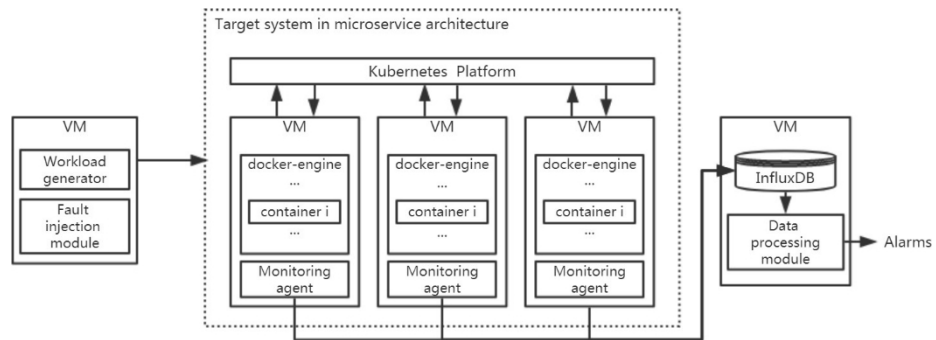 Target system in microservice architecture
Kubernetes Platform
VM
Workload
generator
Fault
injection
module
VM
docker-engine
...
container i
...
Monitoring
agent
VM
docker-engine
...
container i
...
Monitoring
agent
VM
docker-engine
...
container i
...
Monitoring
agent
VM
InfluxDB
Data
processing
module
Alarms